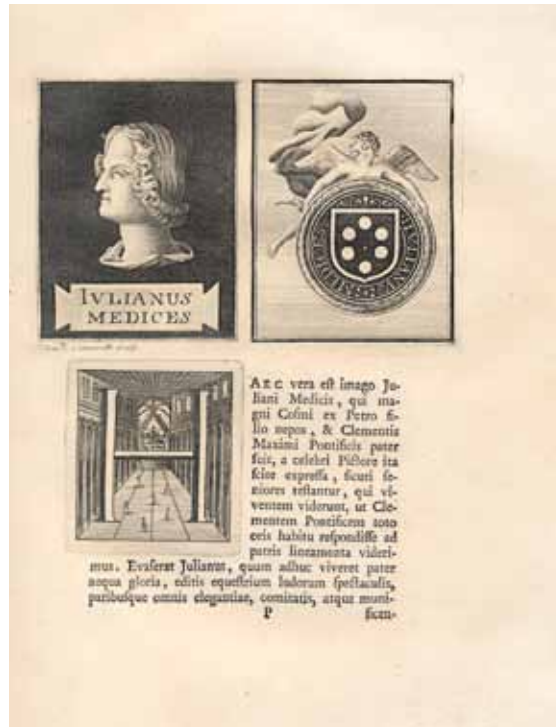 IVLIANUS
MEDICES
IVLIANVS MEDICES
H
AEC vera est imago Ju-
liani Medicis, qui ma-
gni Cosmi ex Petro fi-
lio nepos, & Clementis
Maximi Pontificis pater
fuit, a celebri Pictore ita
scite expressa, sicuti se-
niores testantur, qui vi-
ventem viderunt, ut Cle-
mentem Pontificem toto
oris habitu respondisse ad
patris lineamenta videri-
mus. Evaserat Julianus, quum adhuc viveret pater
aequa gloria, editis equestrium ludorum spectaculis,
paribusque omnis elegantiae, comitatis, atque muni-
P ficen-